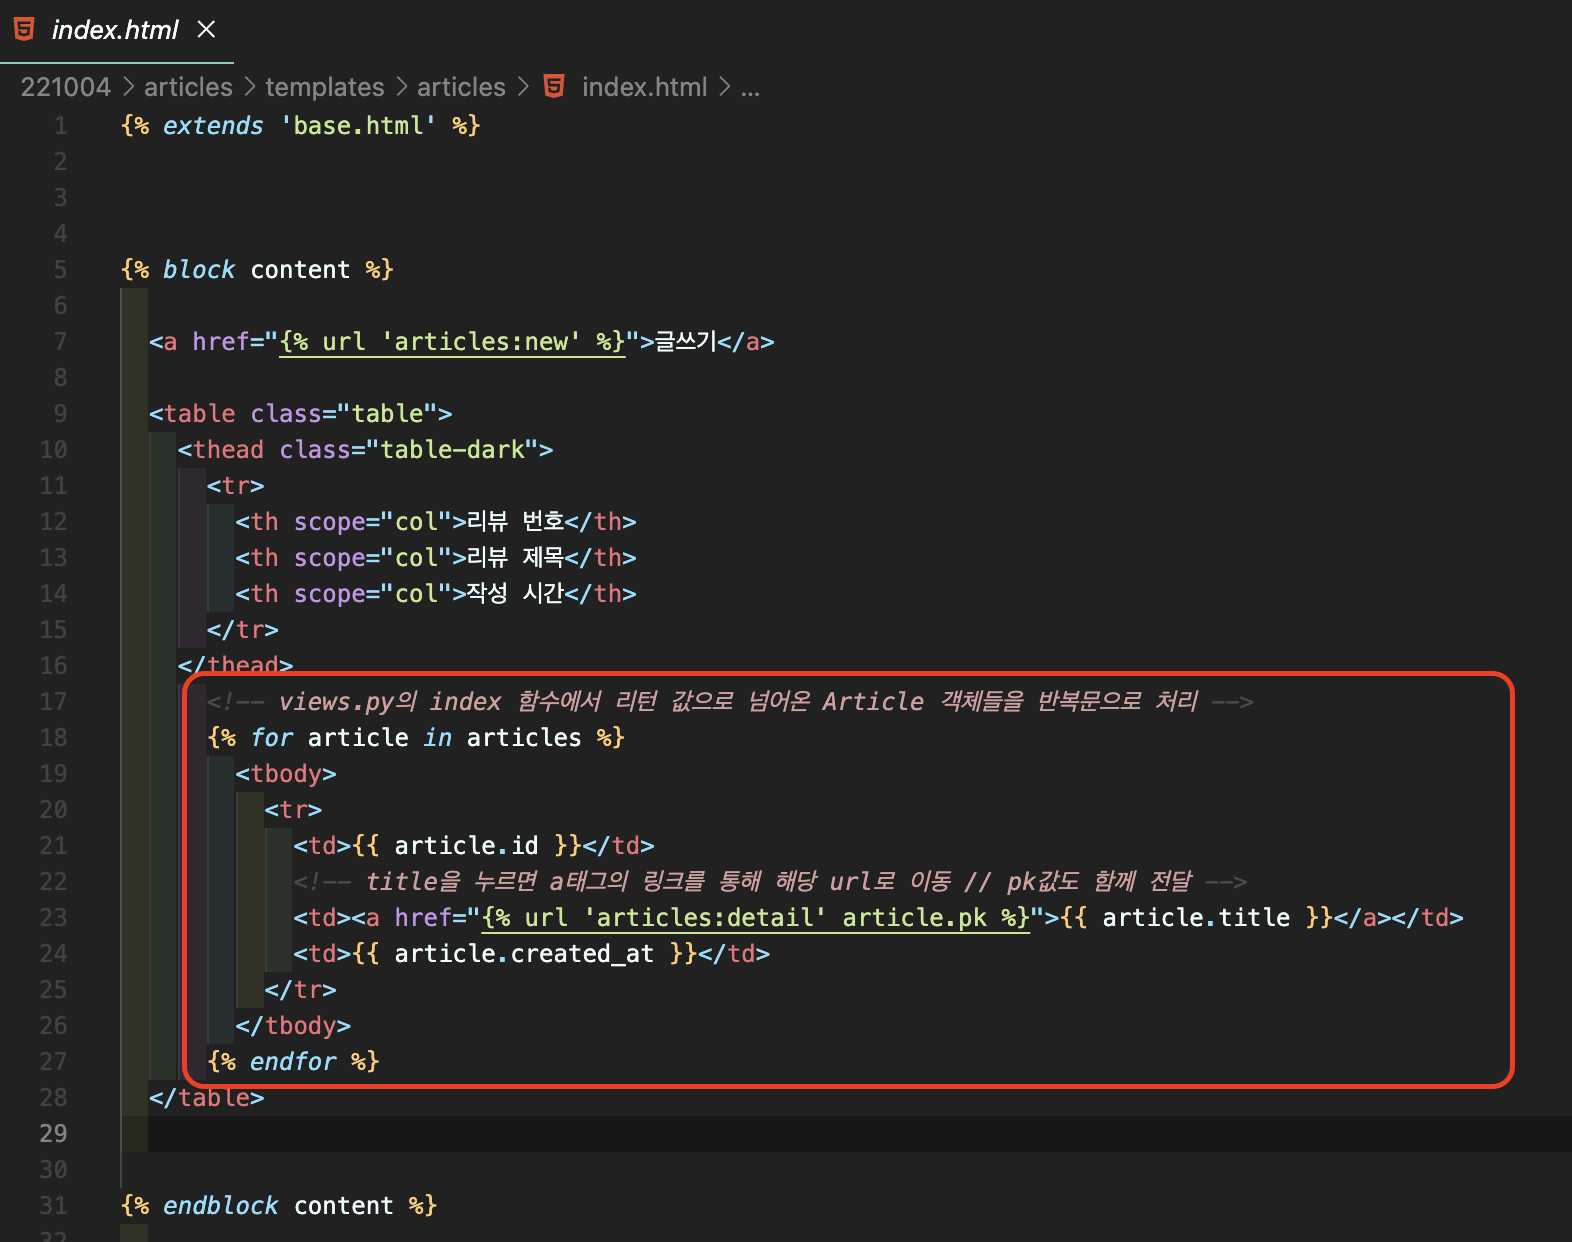 index.html
221004 > articles > templates > articles > index.html > ...
1 {% extends 'base.html' %}
2
3
4
5 {% block content %}
6
7 <a href="{% url 'articles:new' %}">글쓰기</a>
8
9 <table class="table">
10 <thead class="table-dark">
11 <tr>
12 <th scope="col">리뷰 번호</th>
13 <th scope="col">리뷰 제목</th>
14 <th scope="col">작성 시간</th>
15 </tr>
16 </thead>
17 <!-- views.py의 index 함수에서 리턴 값으로 넘어온 Article 객체들을 반복문으로 처리 -->
18 {% for article in articles %}
19 <tbody>
20 <tr>
21 <td>{{ article.id }}</td>
22 <!-- title을 누르면 a태그의 링크를 통해 해당 url로 이동 // pk값도 함께 전달 -->
23 <td><a href="{% url 'articles:detail' article.pk %}">{{ article.title }}</a></td>
24 <td>{{ article.created_at }}</td>
25 </tr>
26 </tbody>
27 {% endfor %}
28 </table>
29
30
31 {% endblock content %}
32